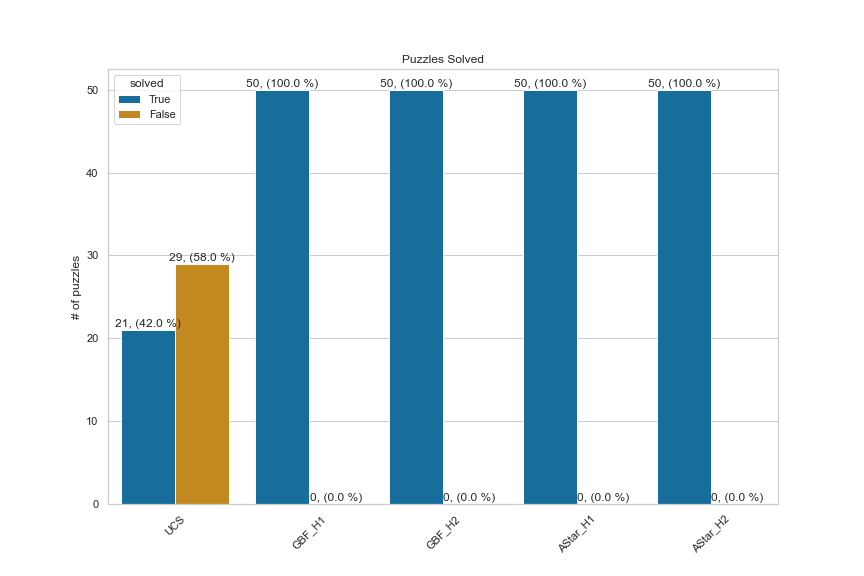 Puzzles Solved
solved
True
False
# of puzzles
50
40
30
20
10
0
21, (42.0 %)
29, (58.0 %)
50, (100.0 %)
0, (0.0 %)
50, (100.0 %)
0, (0.0 %)
50, (100.0 %)
0, (0.0 %)
50, (100.0 %)
0, (0.0 %)
UCS
GBF_H1
GBF_H2
AStar_H1
AStar_H2